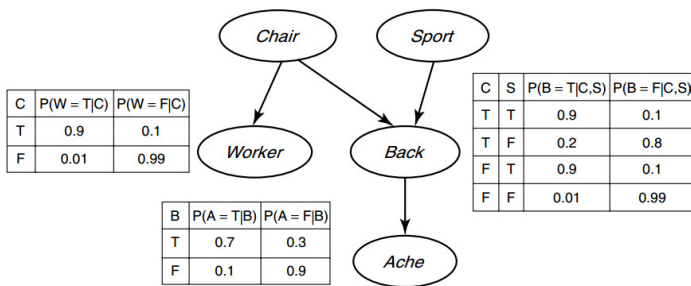 Chair
Sport
C P(W = T|C) P(W = F|C)
T 0.9 0.1
F 0.01 0.99
Worker
Back
C S P(B = T|C,S) P(B = F|C,S)
T T 0.9 0.1
T F 0.2 0.8
F T 0.9 0.1
F F 0.01 0.99
B P(A = T|B) P(A = F|B)
T 0.7 0.3
F 0.1 0.9
Ache